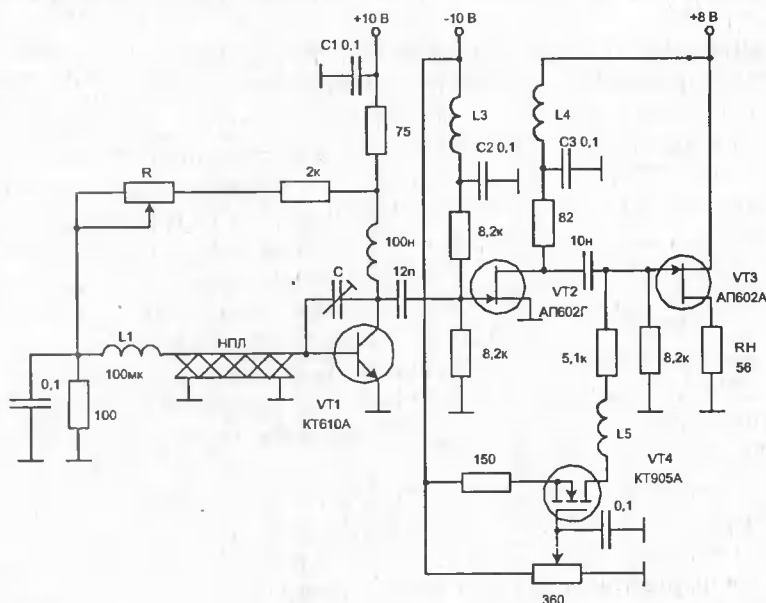 +10 В
-10 В
+8 В
C1 0,1
L3
L4
75
C2 0,1
C3 0,1
R
2к
8,2к
82
100н
10н
C
12п
VT3
АП602А
VT2
АП602Г
L1
НПЛ
100мк
8,2к
5,1к
8,2к
RH
56
0,1
100
VT1
КТ610А
L5
150
VT4
КТ905А
0,1
360